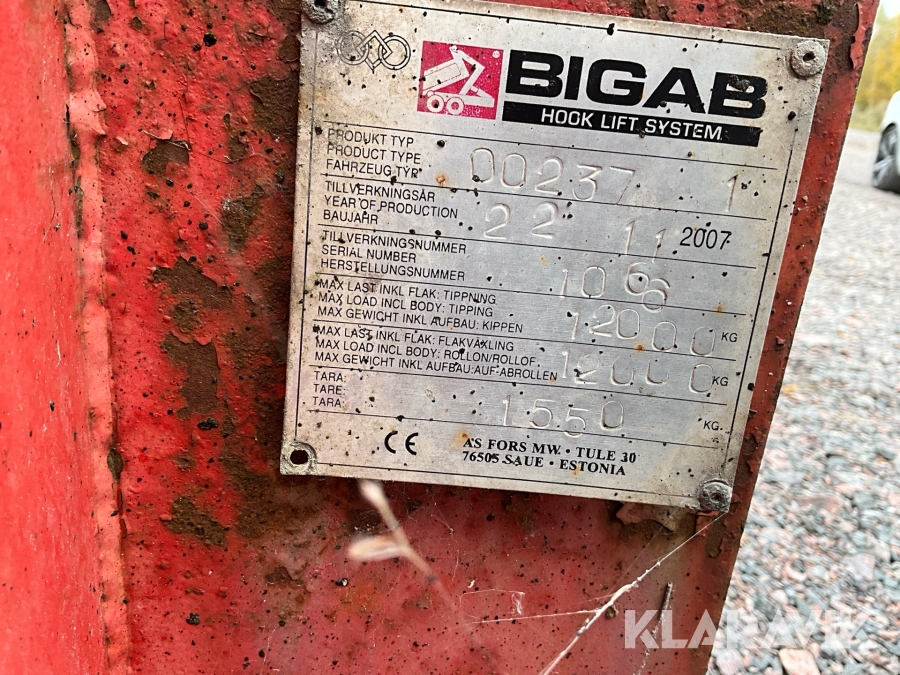 BIGAB
HOOK LIFT SYSTEM
PRODUKT TYP
PRODUCT TYPE 00237 1
FAHRZEUG TYP
TILLVERKNINGSÅR
YEAR OF PRODUCTION 22 11 2007
BAUJAHR
TILLVERKNINGSNUMMER
SERIAL NUMBER 1066
HERSTELLUNGSNUMMER
MAX LAST INKL FLAK: TIPPNING
MAX LOAD INCL BODY: TIPPING 12000 KG
MAX GEWICHT INKL AUFBAU: KIPPEN
MAX LAST INKL FLAK: FLAKVÄXLING
MAX LOAD INCL BODY: ROLLON/ROLLOF 12000 KG
MAX GEWICHT INKL AUFBAU:AUF-ABROLLEN
TARA:
TARE: 1550 KG
TARA:
CE
AS FORS MW. · TULE 30
76505 SAUE · ESTONIA